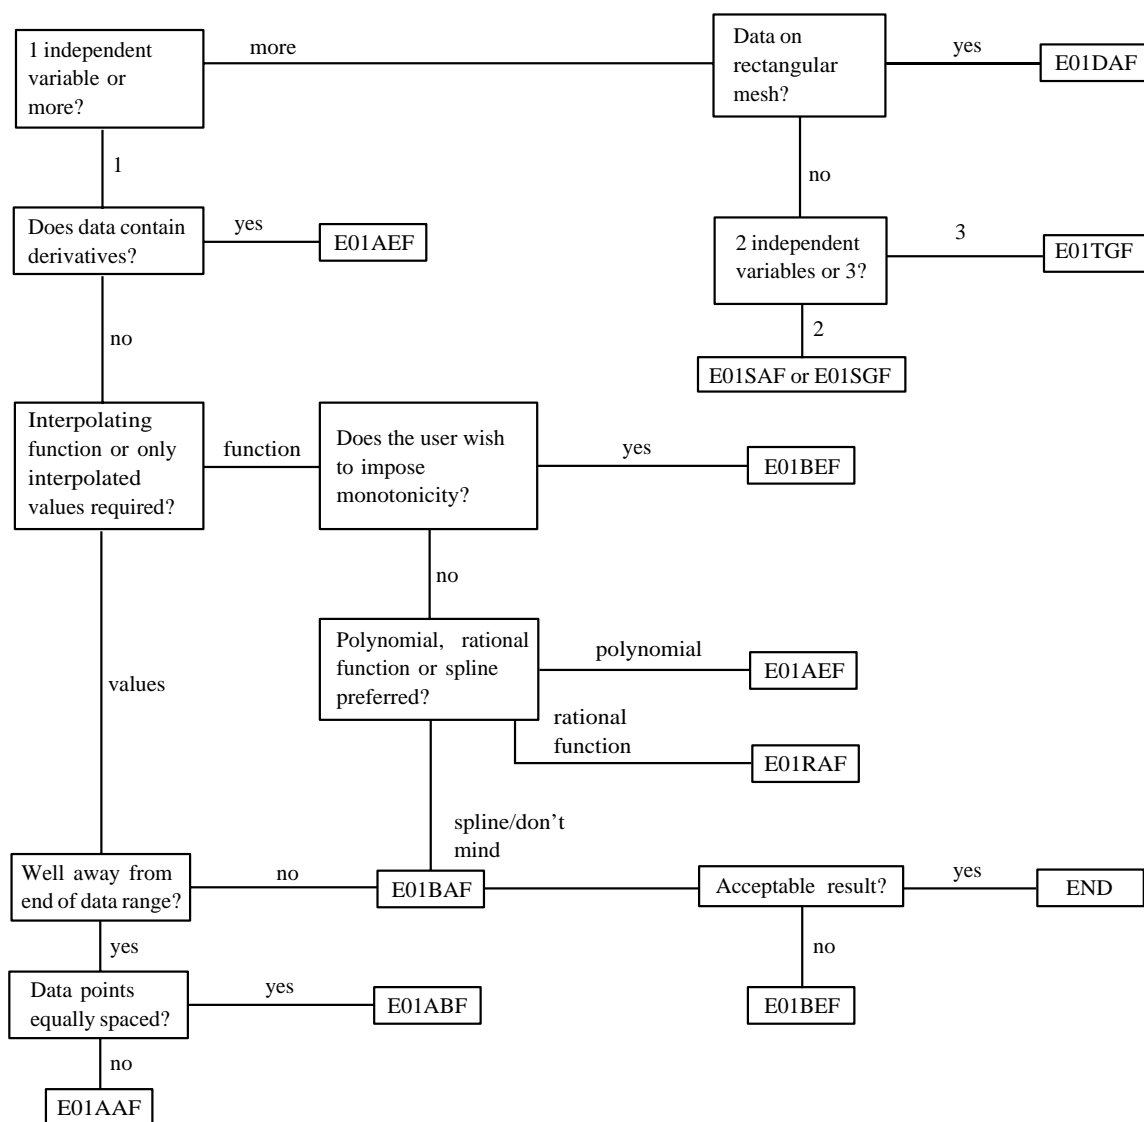 1 independent
variable or
more?
more
Data on
rectangular
mesh?
yes
E01DAF
1
no
Does data contain
derivatives?
yes
E01AEF
2 independent
variables or 3?
3
E01TGF
no
2
E01SAF or E01SGF
Interpolating
function or only
interpolated
values required?
function
Does the user wish
to impose
monotonicity?
yes
E01BEF
no
Polynomial, rational
function or spline
preferred?
polynomial
E01AEF
values
rational
function
E01RAF
spline/don't
mind
Well away from
end of data range?
no
E01BAF
Acceptable result?
yes
END
yes
no
Data points
equally spaced?
yes
E01ABF
E01BEF
no
E01AAF